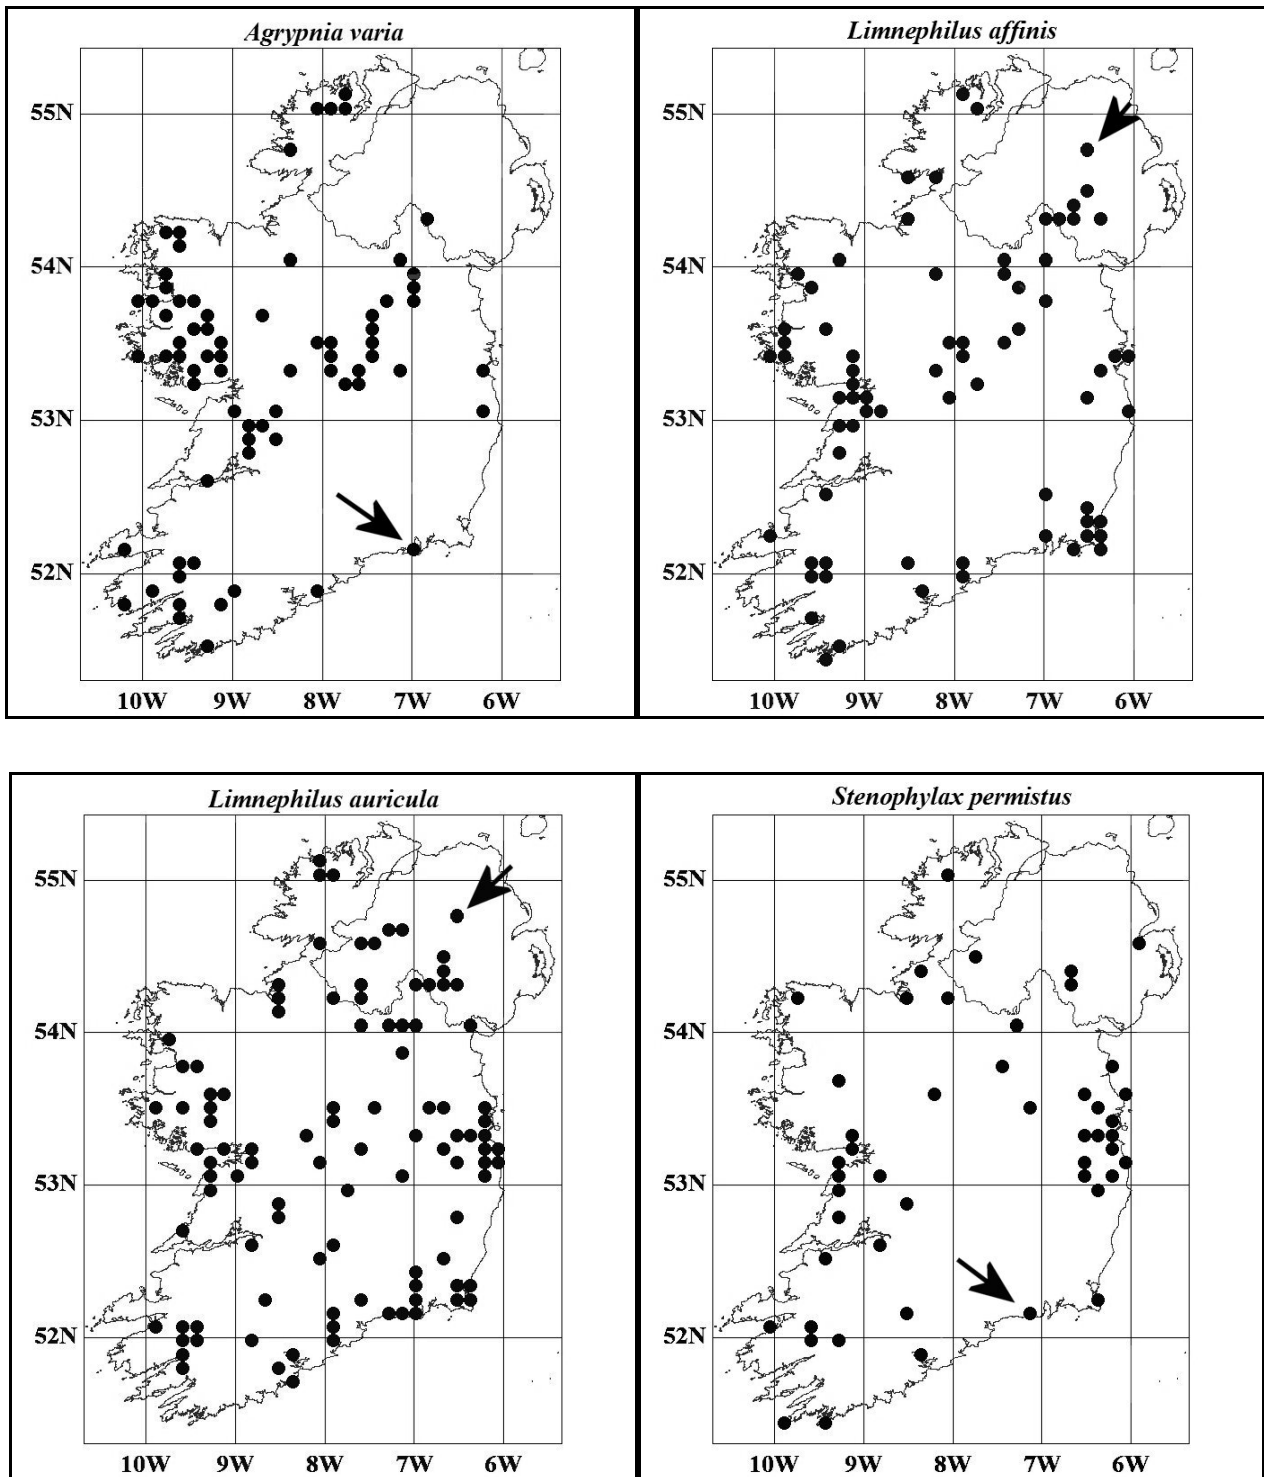 Agrypnia varia
55N
54N
53N
52N
10W 9W 8W 7W 6W
Limnephilus affinis
55N
54N
53N
52N
10W 9W 8W 7W 6W
Limnephilus auricula
55N
54N
53N
52N
10W 9W 8W 7W 6W
Stenophylax permistus
55N
54N
53N
52N
10W 9W 8W 7W 6W